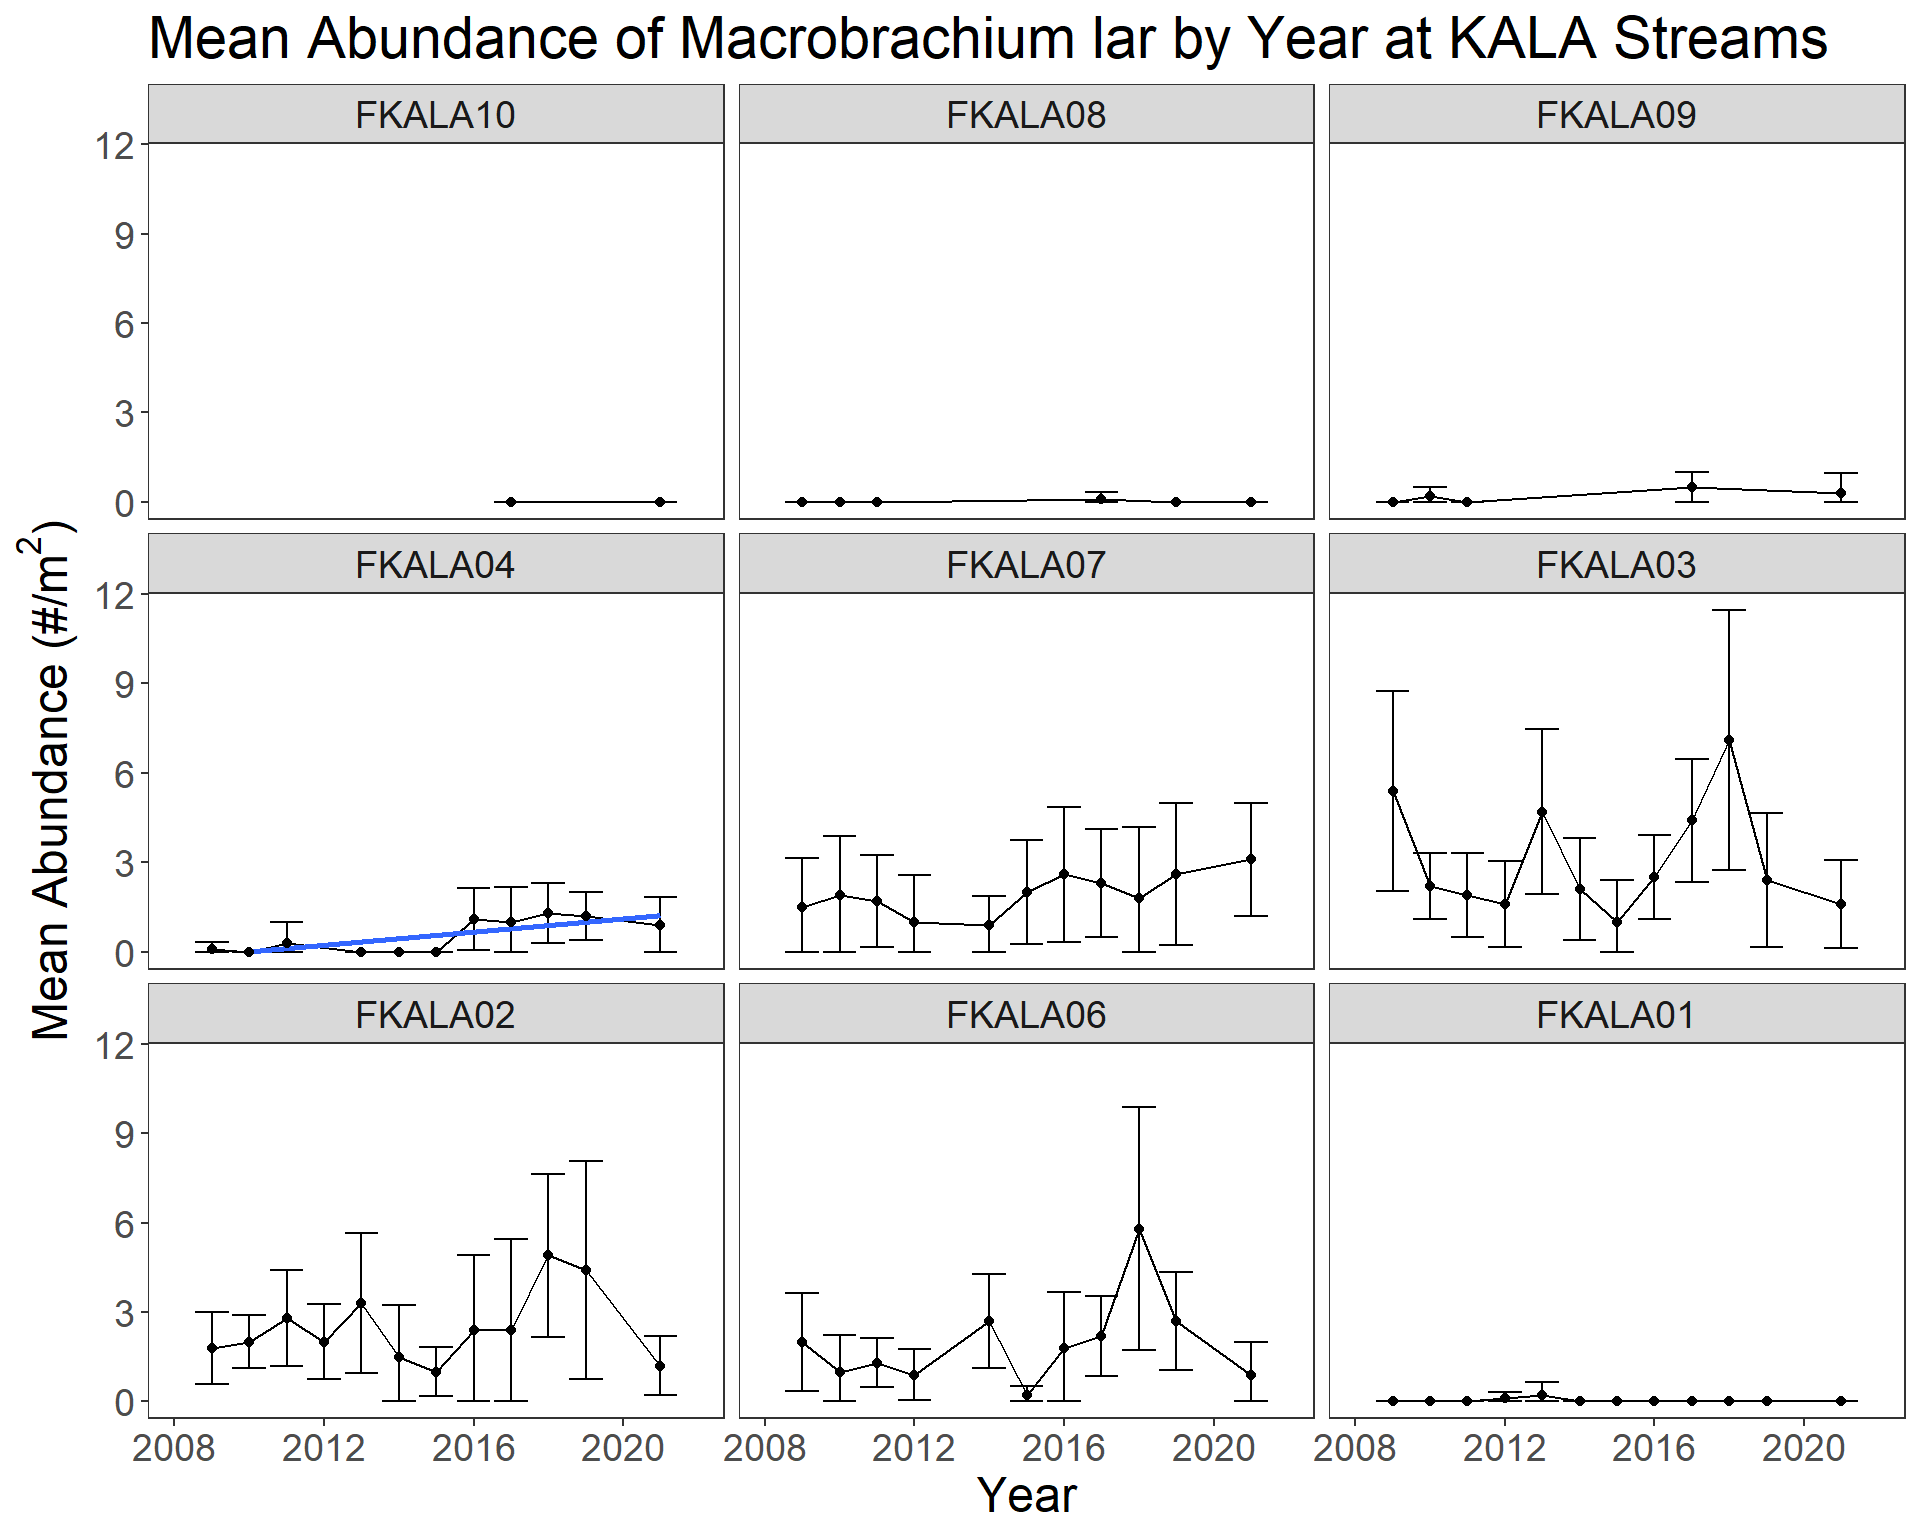 Mean Abundance of Macrobrachium lar by Year at KALA Streams
FKALA10 FKALA08 FKALA09
12
9
6
3
0
FKALA04 FKALA07 FKALA03
12
9
6
3
0
FKALA02 FKALA06 FKALA01
12
9
6
3
0
2008 2012 2016 2020 2008 2012 2016 2020 2008 2012 2016 2020
Year
Mean Abundance (#/m²)